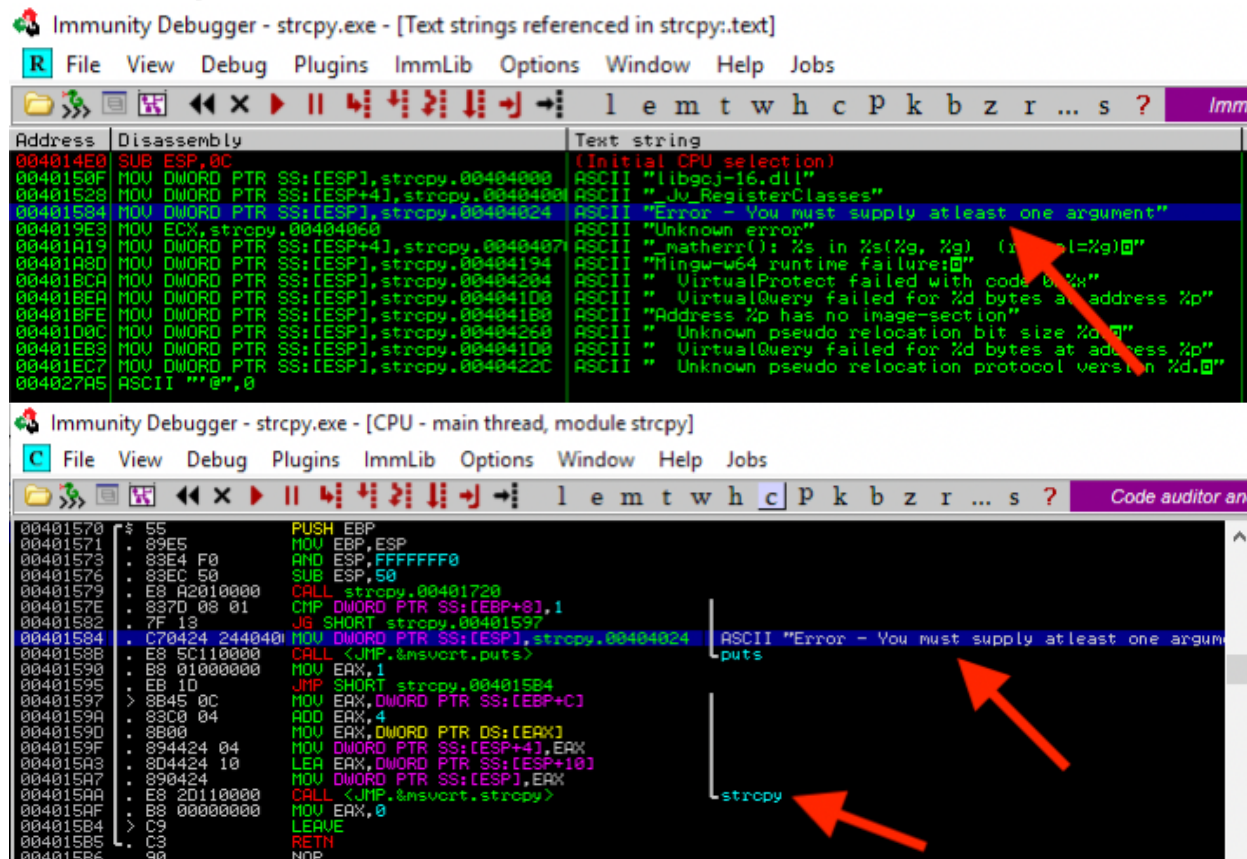 Immunity Debugger - strcpy.exe - [Text strings referenced in strcpy:.text]
R File View Debug Plugins ImmLib Options Window Help Jobs
l e m t w h c P k b z r ... s ? Imm
Address Disassembly Text string
004014E0 SUB ESP,0C (Initial CPU selection)
0040150F MOV DWORD PTR SS:[ESP],strcpy.00404000 ASCII "libgcj-16.dll"
00401528 MOV DWORD PTR SS:[ESP+4],strcpy.0040400 ASCII "_Jv_RegisterClasses"
00401584 MOV DWORD PTR SS:[ESP],strcpy.00404024 ASCII "Error - You must supply atleast one argument"
004019E3 MOV ECX,strcpy.00404060 ASCII "Unknown error"
00401A19 MOV DWORD PTR SS:[ESP+4],strcpy.0040407 ASCII "_matherr(): %s in %s(%g, %g) =%g)
00401A8D MOV DWORD PTR SS:[ESP],strcpy.00404194 ASCII "Mingw-w64 runtime failure:
00401BCA MOV DWORD PTR SS:[ESP],strcpy.00404204 ASCII " VirtualProtect failed with code
00401BEA MOV DWORD PTR SS:[ESP],strcpy.004041D0 ASCII " VirtualQuery failed for %d bytes at address %p"
00401BFE MOV DWORD PTR SS:[ESP],strcpy.004041B0 ASCII "Address %p has no image-section"
00401D0C MOV DWORD PTR SS:[ESP],strcpy.00404260 ASCII " Unknown pseudo relocation bit size
00401EB3 MOV DWORD PTR SS:[ESP],strcpy.004041D0 ASCII " VirtualQuery failed for %d bytes at address %p"
00401EC7 MOV DWORD PTR SS:[ESP],strcpy.0040422C ASCII " Unknown pseudo relocation protocol version %d.
004027A5 ASCII "'@",0
Immunity Debugger - strcpy.exe - [CPU - main thread, module strcpy]
C File View Debug Plugins ImmLib Options Window Help Jobs
l e m t w h c P k b z r ... s ? Code auditor an
00401570 $ 55 PUSH EBP
00401571 . 89E5 MOV EBP,ESP
00401573 . 83E4 F0 AND ESP,FFFFFFF0
00401576 . 83EC 50 SUB ESP,50
00401579 . E8 A2010000 CALL strcpy.00401720
0040157E . 837D 08 01 CMP DWORD PTR SS:[EBP+8],1
00401582 . 7F 13 JG SHORT strcpy.00401597
00401584 . C70424 244040 MOV DWORD PTR SS:[ESP],strcpy.00404024 ASCII "Error - You must supply atleast one argum
0040158B . E8 5C110000 CALL <JMP.&msvcrt.puts> puts
00401590 . B8 01000000 MOV EAX,1
00401595 . EB 1D JMP SHORT strcpy.004015B4
00401597 > 8B45 0C MOV EAX,DWORD PTR SS:[EBP+C]
0040159A . 83C0 04 ADD EAX,4
0040159D . 8B00 MOV EAX,DWORD PTR DS:[EAX]
0040159F . 894424 04 MOV DWORD PTR SS:[ESP+4],EAX
004015A3 . 8D4424 10 LEA EAX,DWORD PTR SS:[ESP+10]
004015A7 . 890424 MOV DWORD PTR SS:[ESP],EAX
004015AA . E8 2D110000 CALL <JMP.&msvcrt.strcpy> strcpy
004015AF . B8 00000000 MOV EAX,0
004015B4 > C9 LEAVE
004015B5 . C3 RETN
004015B6 90 NOP